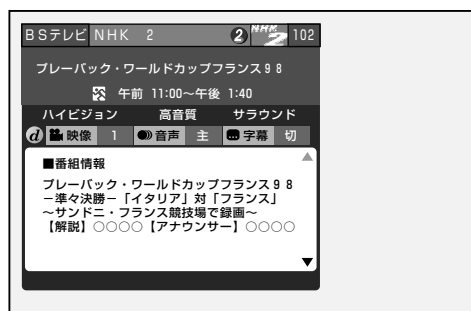 BSテレビ NHK 2 2 NHK 2 102
プレーバック・ワールドカップフランス98
午前 11:00～午後 1:40
ハイビジョン 高音質 サラウンド
d 映像 1 音声 主 字幕 切
■番組情報
プレーバック・ワールドカップフランス98
－準々決勝－「イタリア」対「フランス」
～サンドニ・フランス競技場で録画～
【解説】○○○○【アナウンサー】○○○○